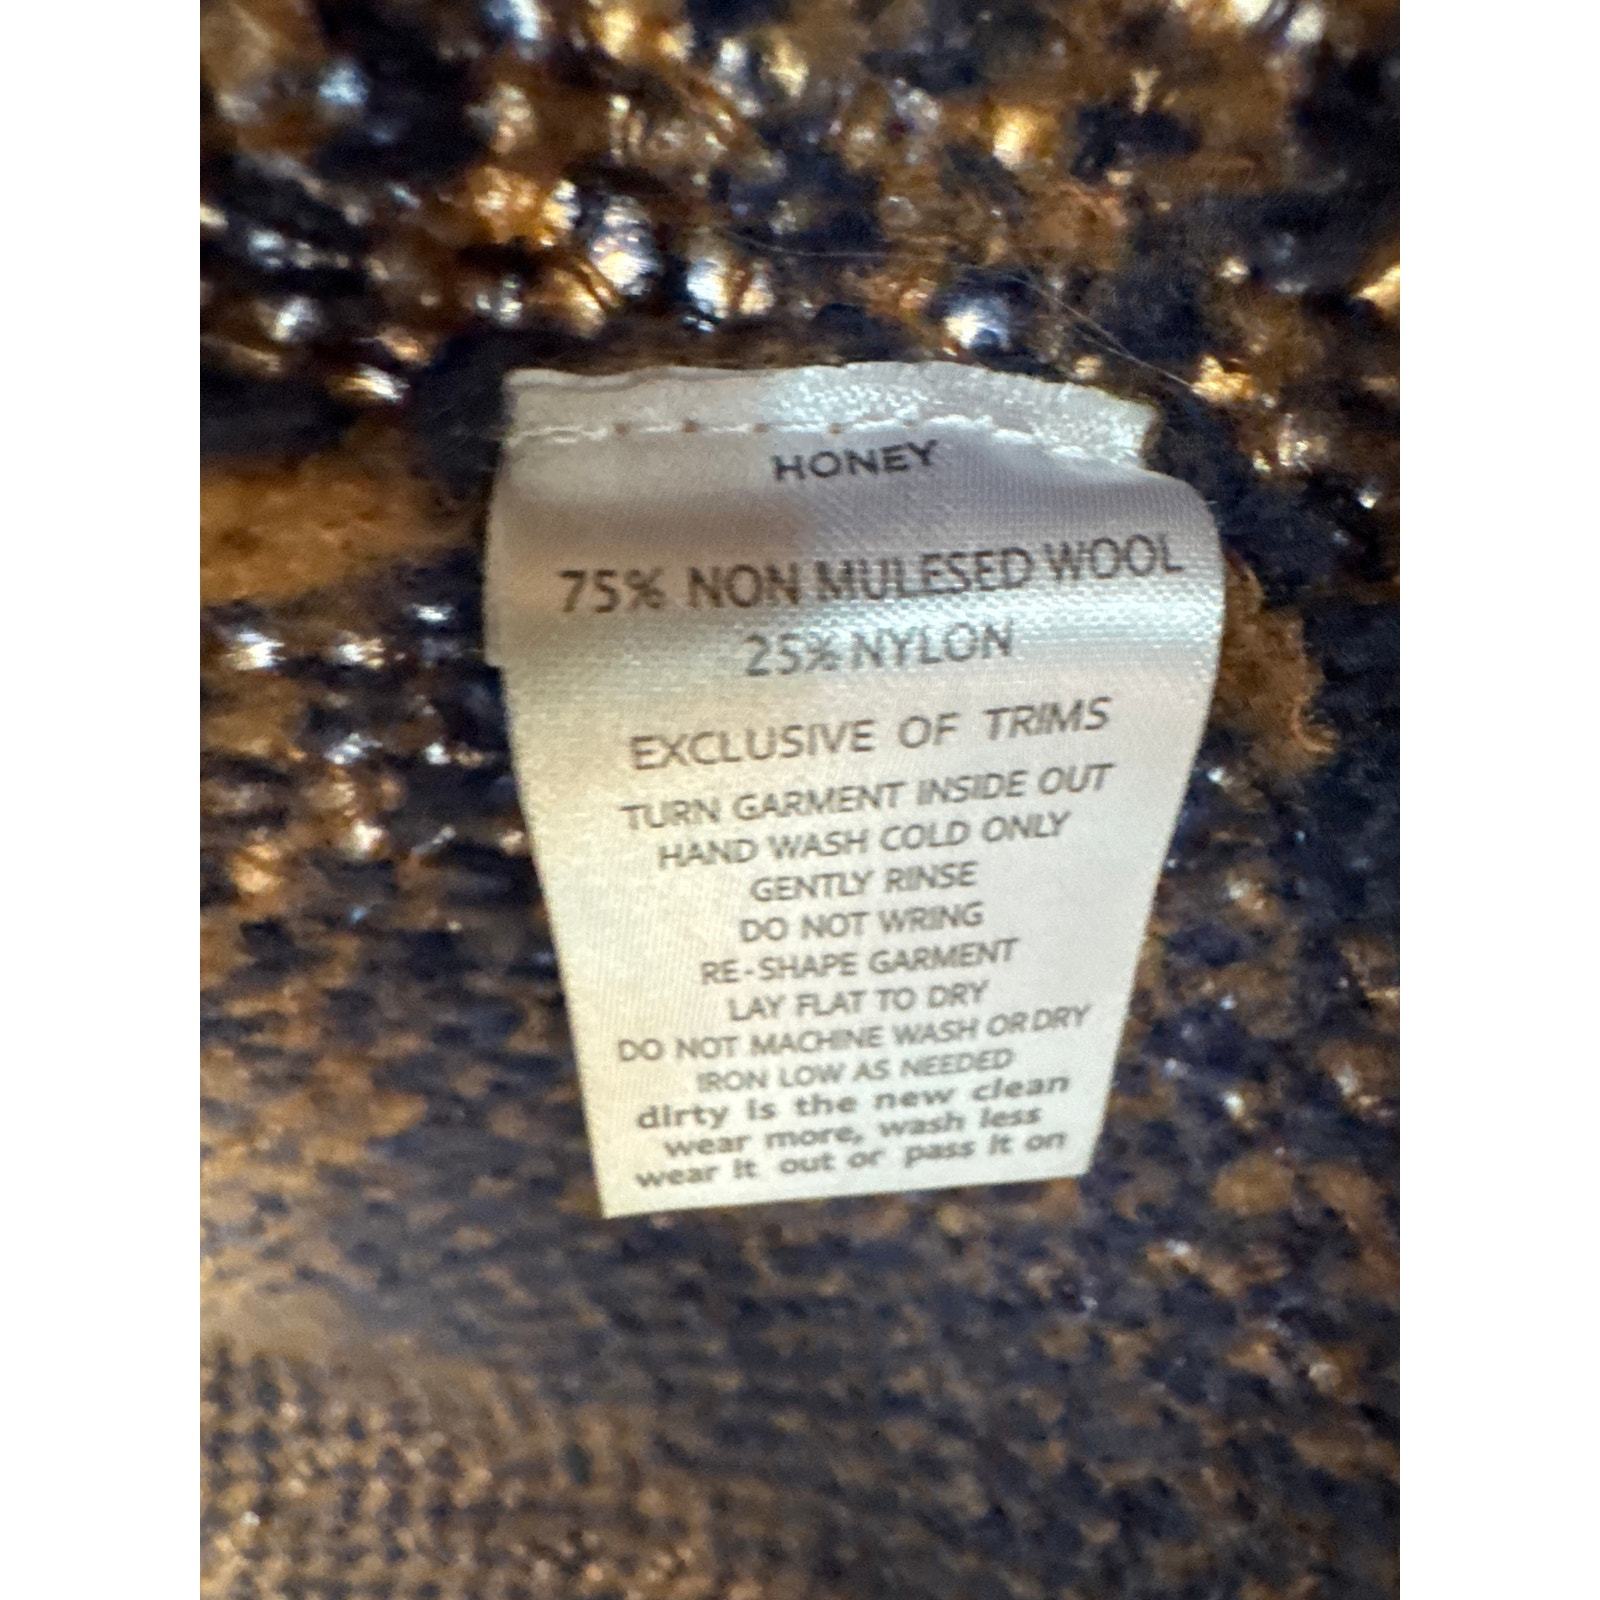 HONEY
75% NON MULESED WOOL
25% NYLON
EXCLUSIVE OF TRIMS
TURN GARMENT INSIDE OUT
HAND WASH COLD ONLY
GENTLY RINSE
DO NOT WRING
RE-SHAPE GARMENT
LAY FLAT TO DRY
DO NOT MACHINE WASH OR DRY
IRON LOW AS NEEDED
dirty is the new clean
wear more, wash less
wear it out or pass it on